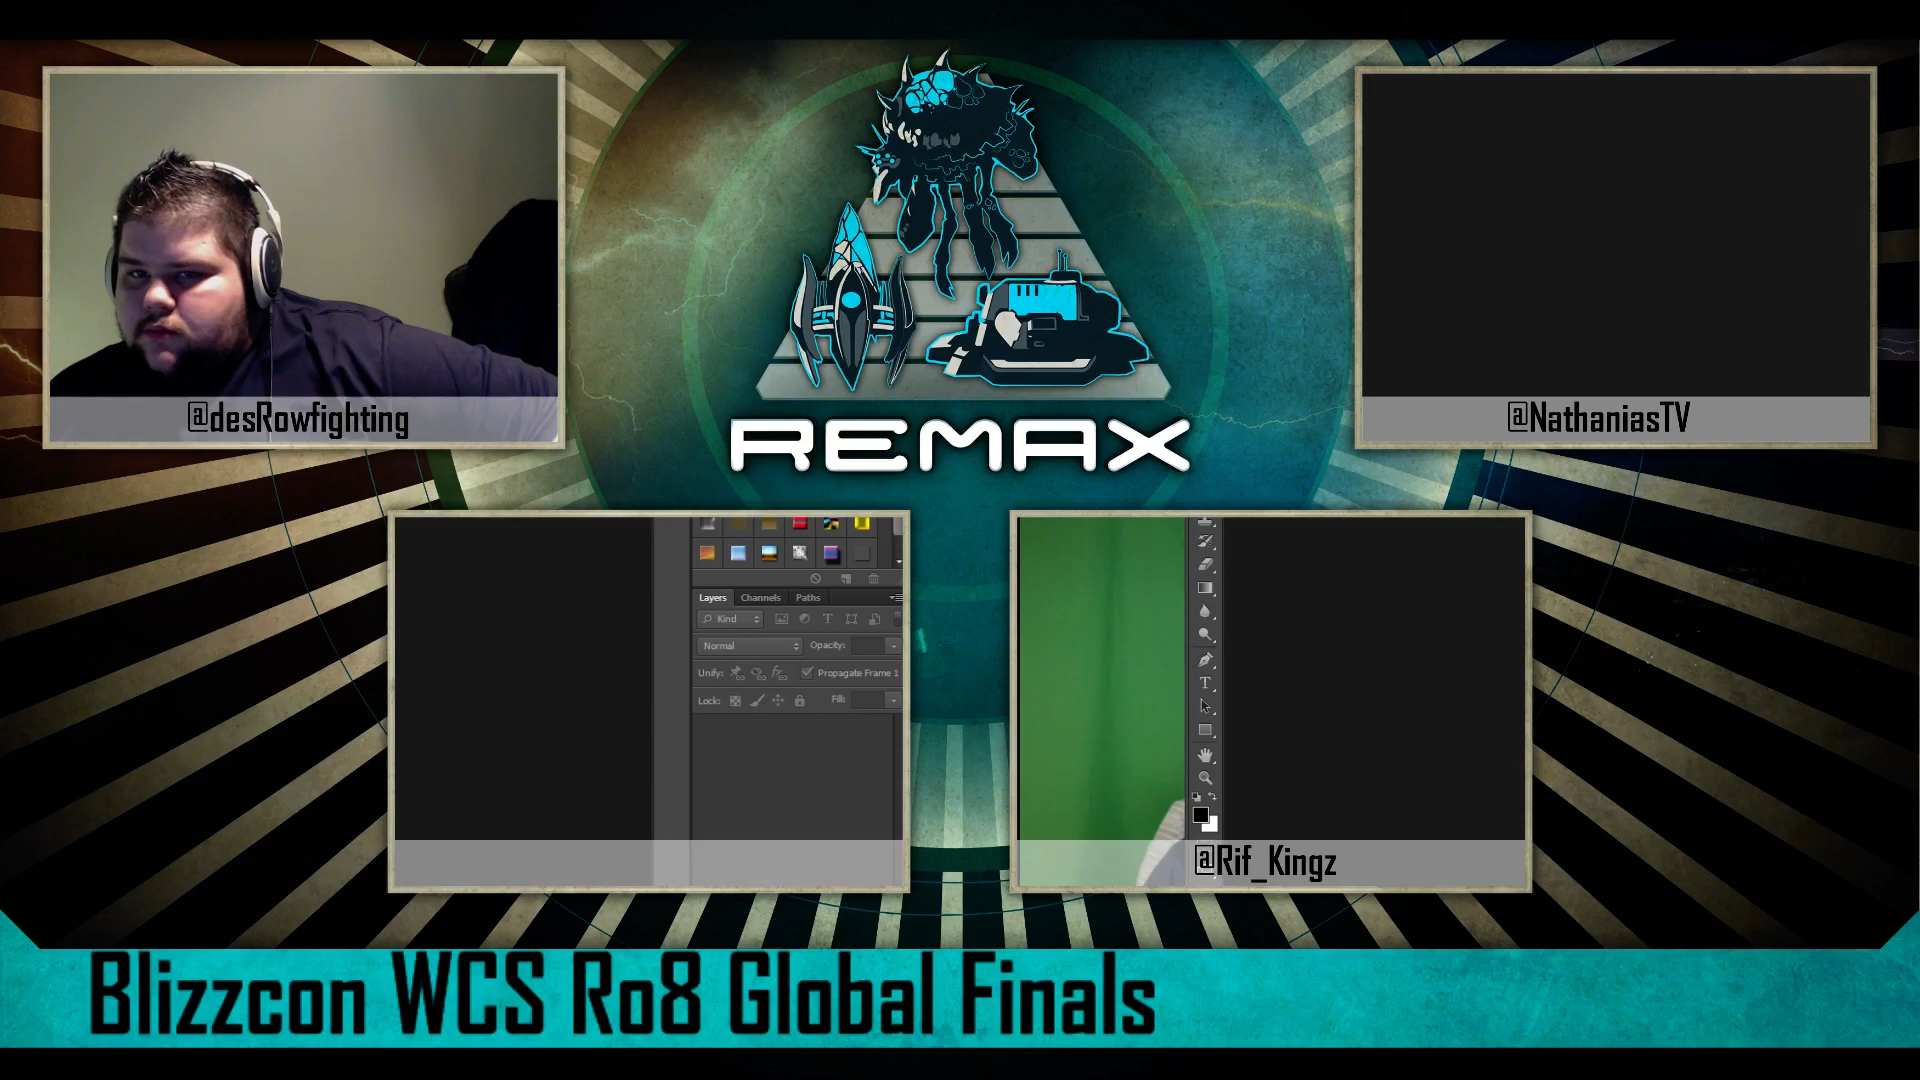 @desRowfighting
@NathaniasTV
REMAX
Layers Channels Paths
Kind
Normal Opacity:
Unify: Propagate Frame 1
Lock: Fill:
T
@Rif_Kingz
Blizzcon WCS Ro8 Global Finals